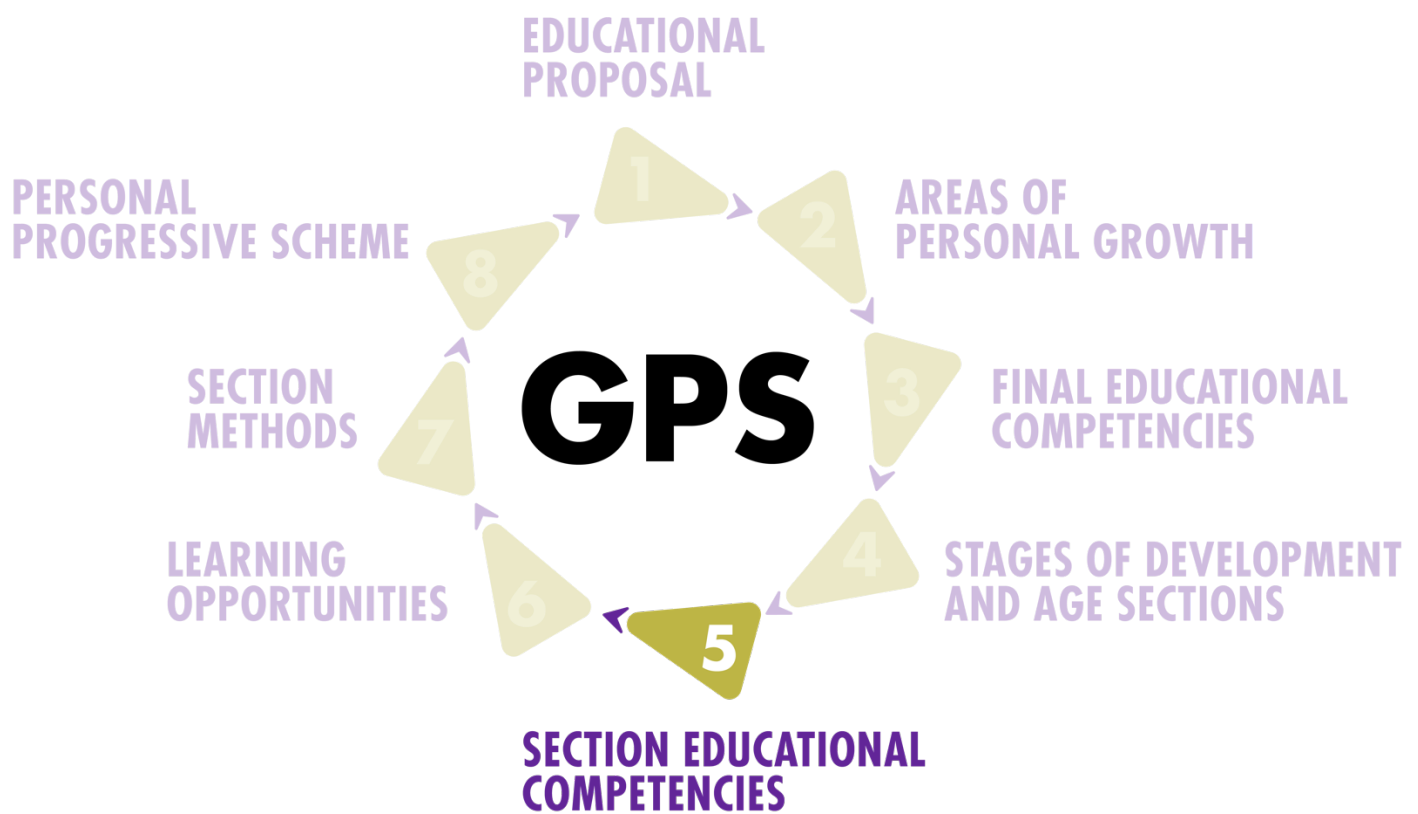 EDUCATIONAL
PROPOSAL
1
2
AREAS OF
PERSONAL GROWTH
3
FINAL EDUCATIONAL
COMPETENCIES
4
STAGES OF DEVELOPMENT
AND AGE SECTIONS
5
SECTION EDUCATIONAL
COMPETENCIES
6
LEARNING
OPPORTUNITIES
7
SECTION
METHODS
8
PERSONAL
PROGRESSIVE SCHEME
GPS